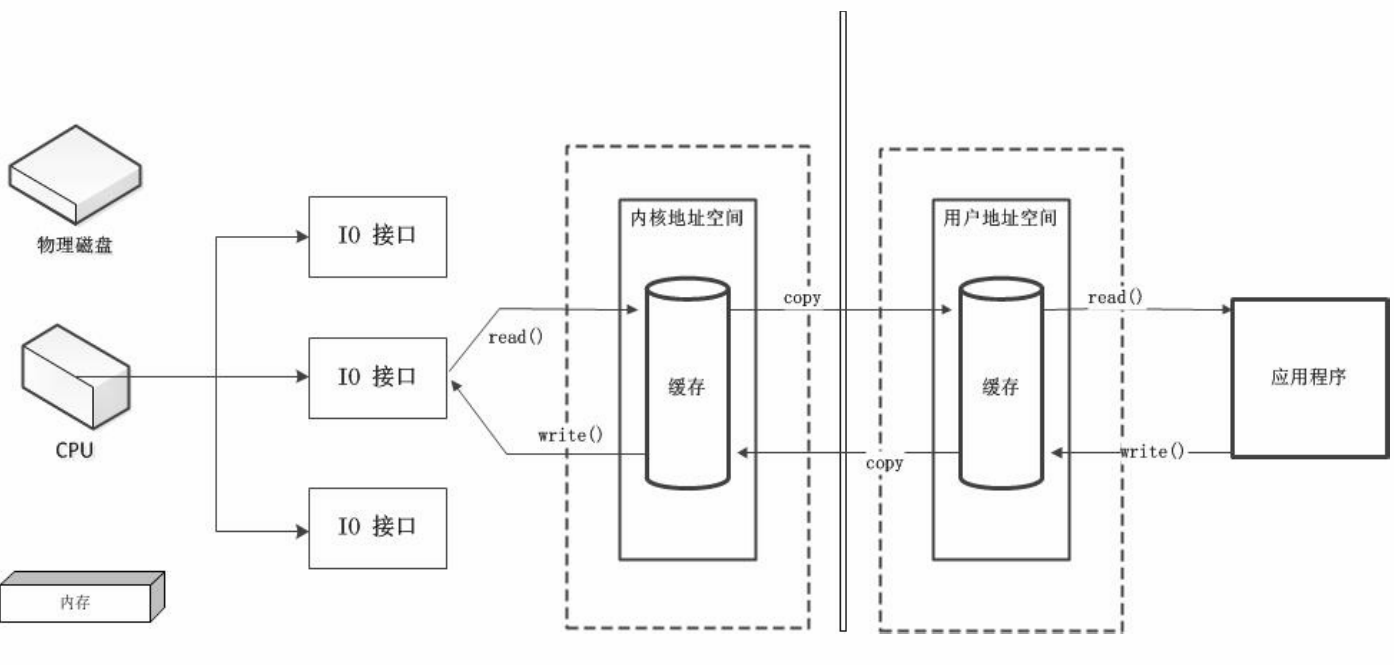 物理磁盘
CPU
内存
IO 接口
IO 接口
IO 接口
read()
write()
内核地址空间
缓存
copy
copy
用户地址空间
缓存
read()
write()
应用程序